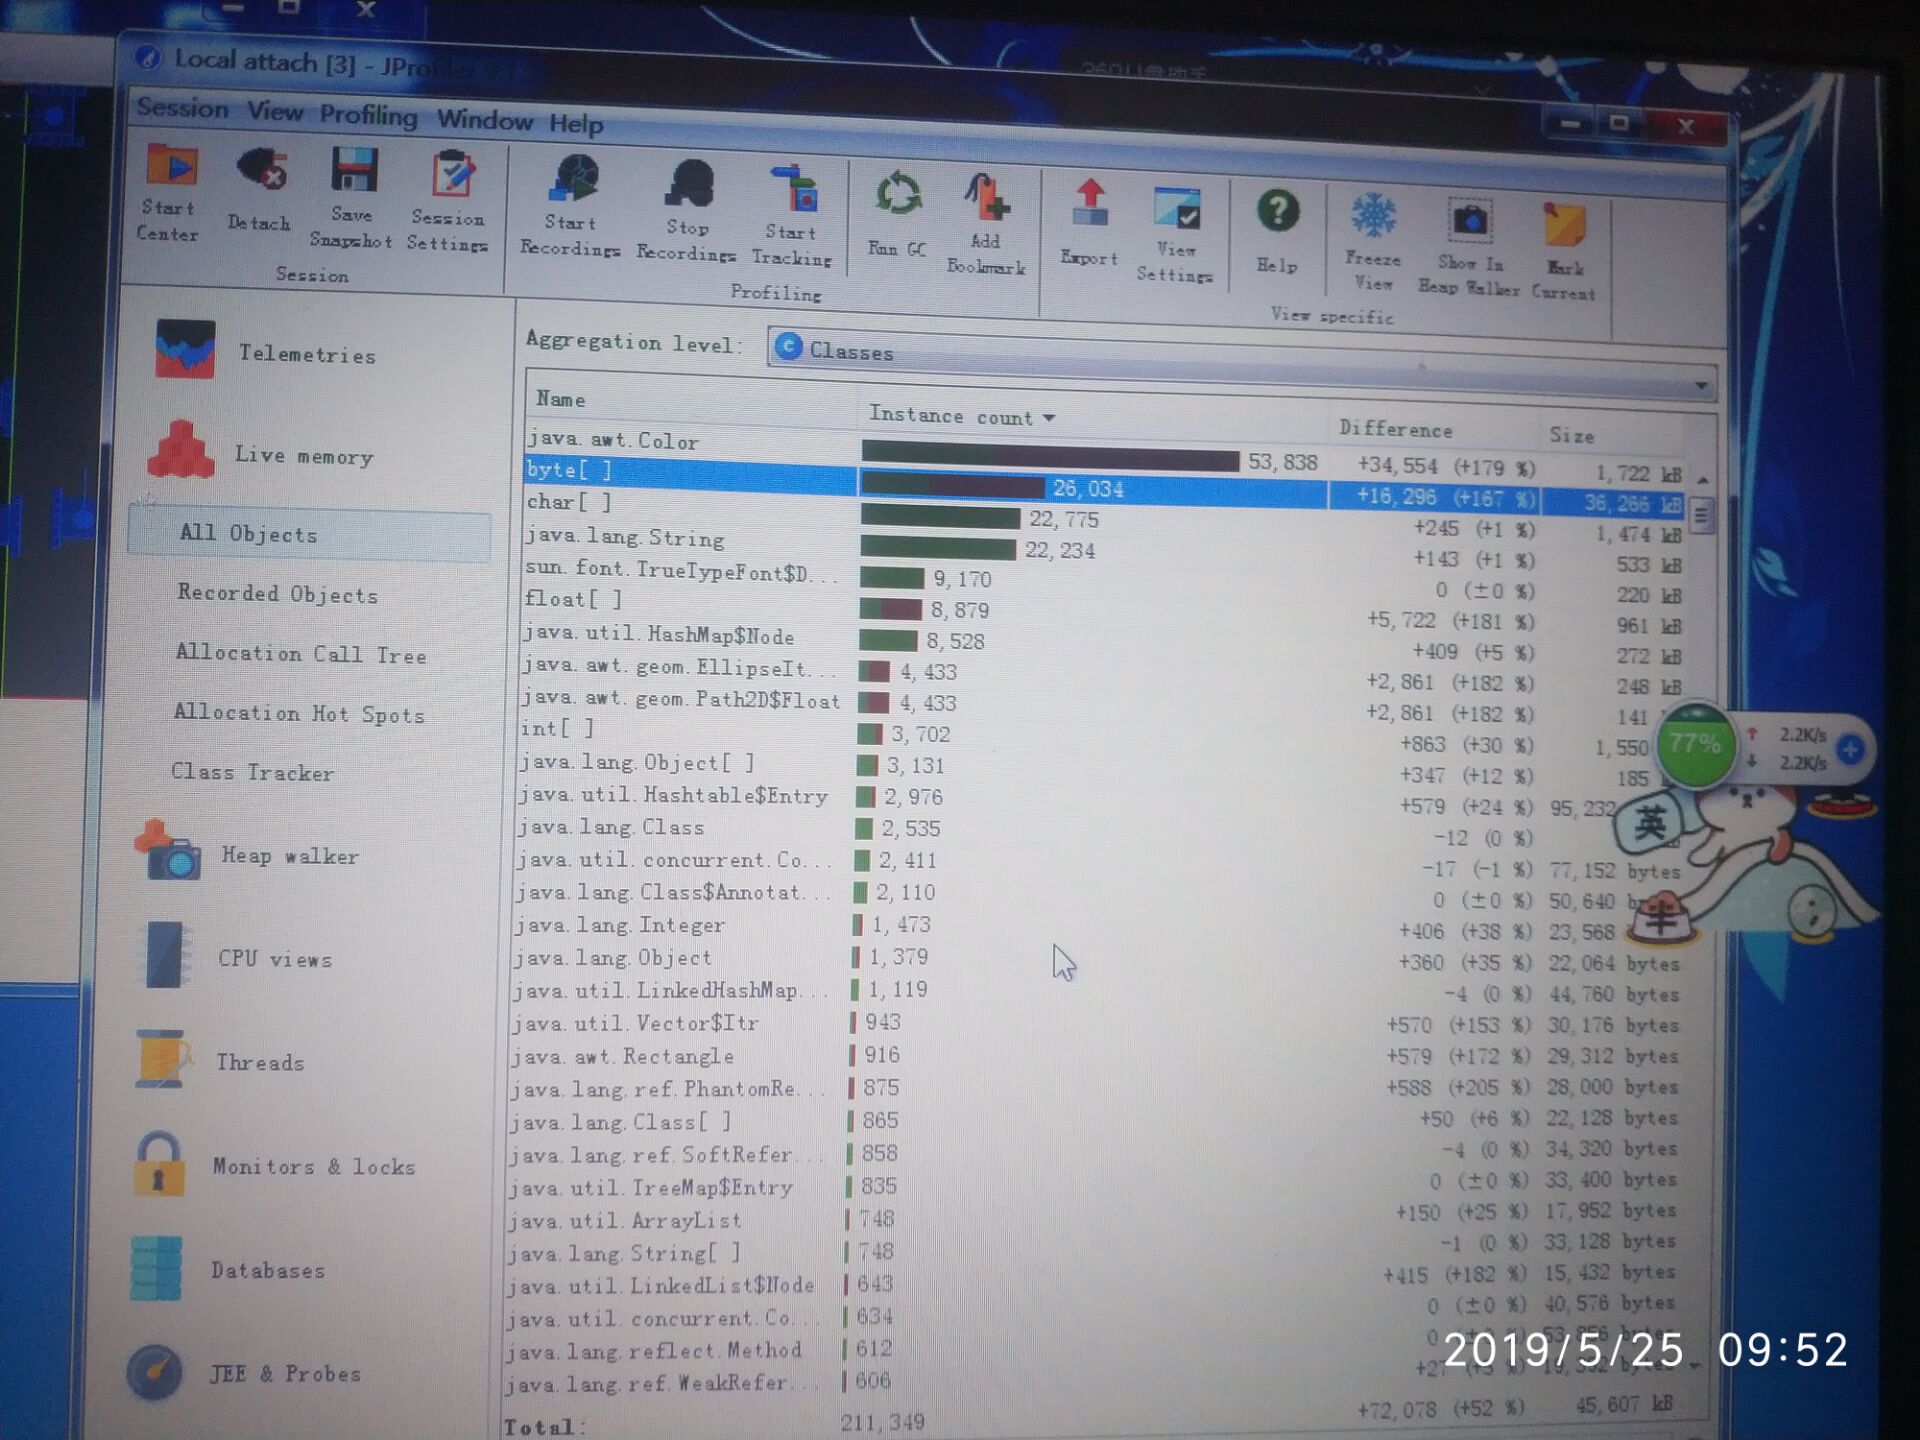 Local attach [3] - JProfiler
Session View Profiling Window Help
Start Center
Detach
Save Snapshot
Session Settings
Start Recordings
Stop Recordings
Start Tracking
Run GC
Add Bookmark
Export
View Settings
Help
Freeze View
Show In Heap Walker
Mark Current
Session
Profiling
View specific
Telemetries
Live memory
All Objects
Recorded Objects
Allocation Call Tree
Allocation Hot Spots
Class Tracker
Heap walker
CPU views
Threads
Monitors & locks
Databases
JEE & Probes
Aggregation level: Classes
Name Instance count Difference Size
java.awt.Color 53,838 +34,554 (+179 %) 1,722 kB
byte[ ] 26,034 +16,296 (+167 %) 36,266 kB
char[ ] 22,775 +245 (+1 %) 1,474 kB
java.lang.String 22,234 +143 (+1 %) 533 kB
sun.font.TrueTypeFont$D... 9,170 0 (±0 %) 220 kB
float[ ] 8,879 +5,722 (+181 %) 961 kB
java.util.HashMap$Node 8,528 +409 (+5 %) 272 kB
java.awt.geom.EllipseIt... 4,433 +2,861 (+182 %) 248 kB
java.awt.geom.Path2D$Float 4,433 +2,861 (+182 %) 141
int[ ] 3,702 +863 (+30 %) 1,550
java.lang.Object[ ] 3,131 +347 (+12 %) 185
java.util.Hashtable$Entry 2,976 +579 (+24 %) 95,232
java.lang.Class 2,535 -12 (0 %)
java.util.concurrent.Co... 2,411 -17 (-1 %) 77,152 bytes
java.lang.Class$Annotat... 2,110 0 (±0 %) 50,640
java.lang.Integer 1,473 +406 (+38 %) 23,568
java.lang.Object 1,379 +360 (+35 %) 22,064 bytes
java.util.LinkedHashMap... 1,119 -4 (0 %) 44,760 bytes
java.util.Vector$Itr 943 +570 (+153 %) 30,176 bytes
java.awt.Rectangle 916 +579 (+172 %) 29,312 bytes
java.lang.ref.PhantomRe... 875 +588 (+205 %) 28,000 bytes
java.lang.Class[ ] 865 +50 (+6 %) 22,128 bytes
java.lang.ref.SoftRefer... 858 -4 (0 %) 34,320 bytes
java.util.TreeMap$Entry 835 0 (±0 %) 33,400 bytes
java.util.ArrayList 748 +150 (+25 %) 17,952 bytes
java.lang.String[ ] 748 -1 (0 %) 33,128 bytes
java.util.LinkedList$Node 643 +415 (+182 %) 15,432 bytes
java.util.concurrent.Co... 634 0 (±0 %) 40,576 bytes
java.lang.reflect.Method 612 0
java.lang.ref.WeakRefer... 606
Total: 211,349 +72,078 (+52 %) 45,607 kB
77%
2.2K/s
2.2K/s
英
半
2019/5/25 09:52